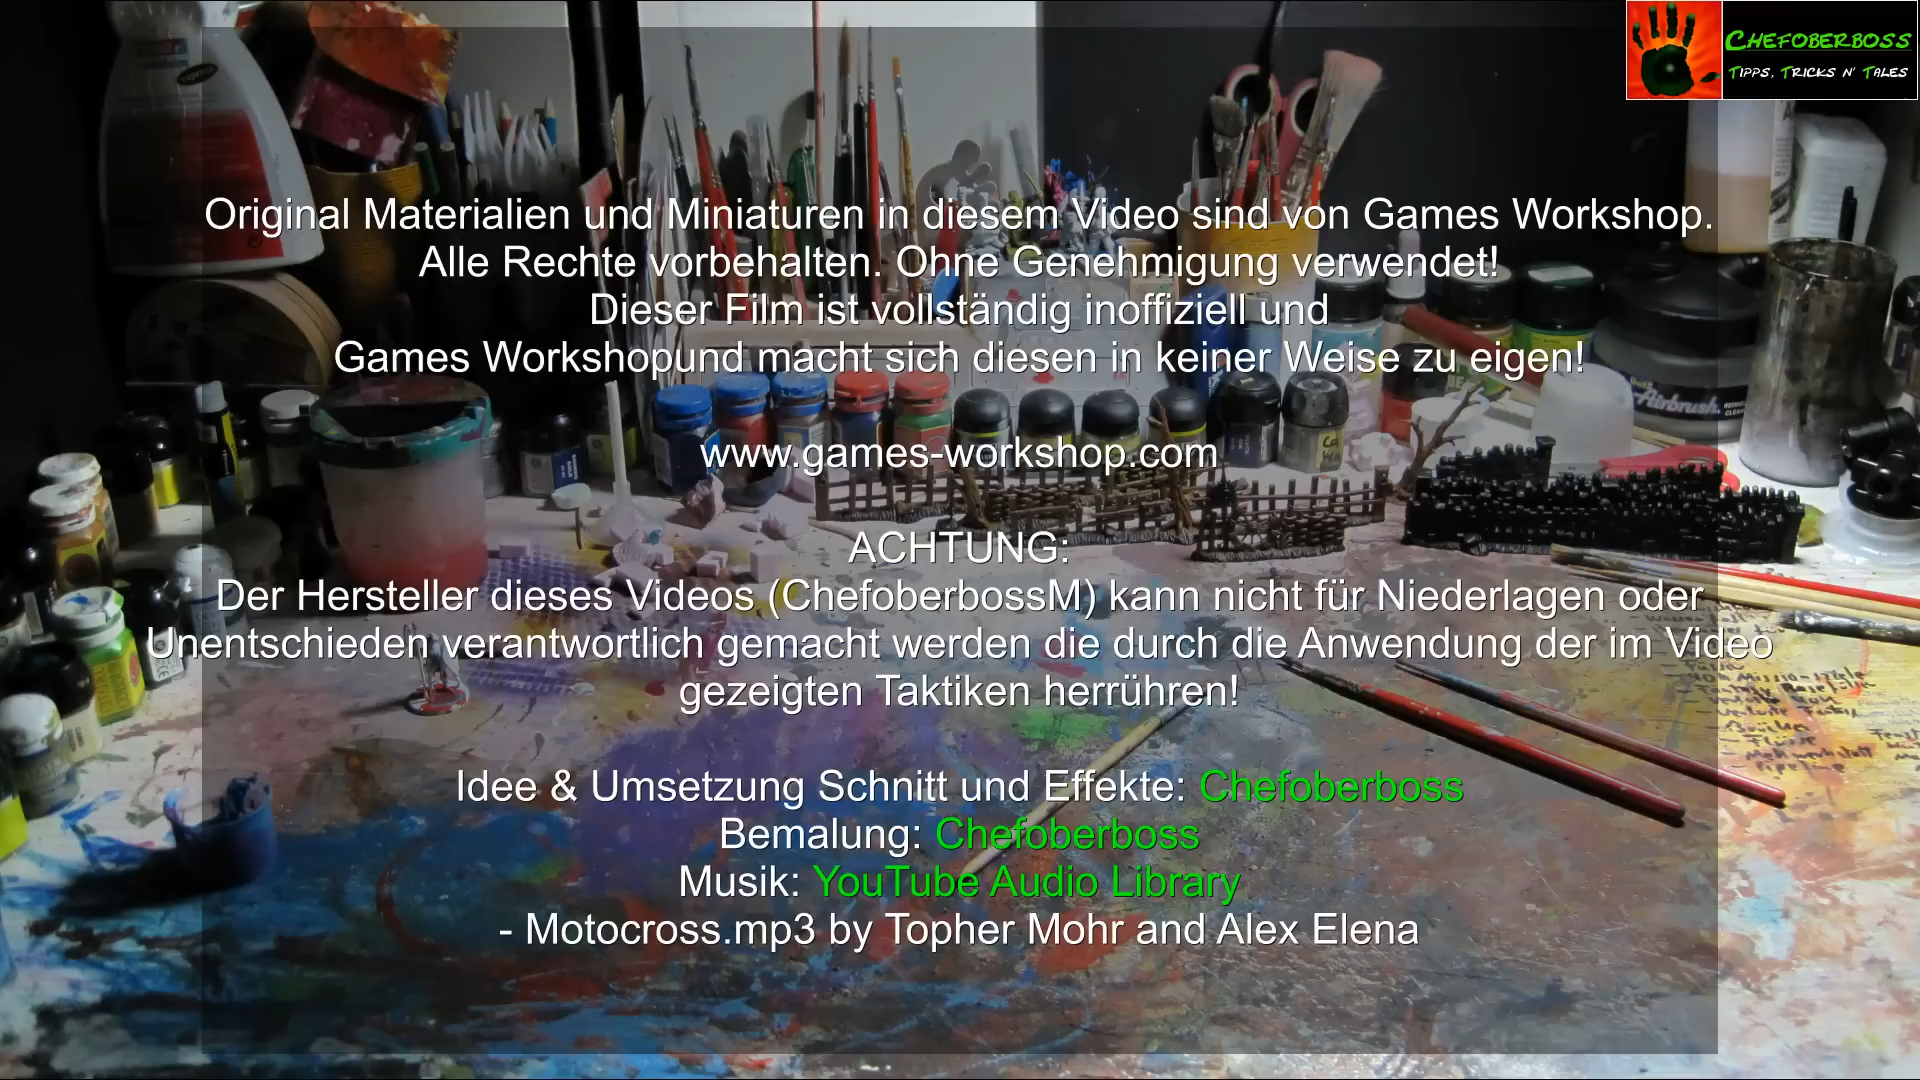 CHEFOBERBOSS
TIPPS, TRICKS N' TALES
Original Materialien und Miniaturen in diesem Video sind von Games Workshop.
Alle Rechte vorbehalten. Ohne Genehmigung verwendet!
Dieser Film ist vollständig inoffiziell und
Games Workshopund macht sich diesen in keiner Weise zu eigen!
www.games-workshop.com
ACHTUNG:
Der Hersteller dieses Videos (ChefoberbossM) kann nicht für Niederlagen oder
Unentschieden verantwortlich gemacht werden die durch die Anwendung der im Video
gezeigten Taktiken herrühren!
Idee & Umsetzung Schnitt und Effekte: Chefoberboss
Bemalung: Chefoberboss
Musik: YouTube Audio Library
- Motocross.mp3 by Topher Mohr and Alex Elena
Airbrush